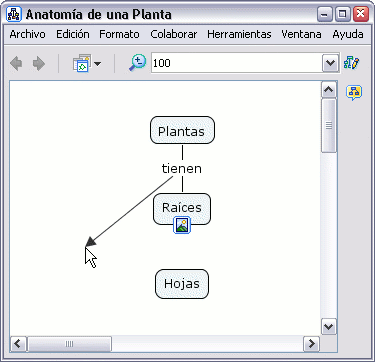 Anatomía de una Planta
Archivo Edición Formato Colaborar Herramientas Ventana Ayuda
100
Plantas
tienen
Raíces
Hojas